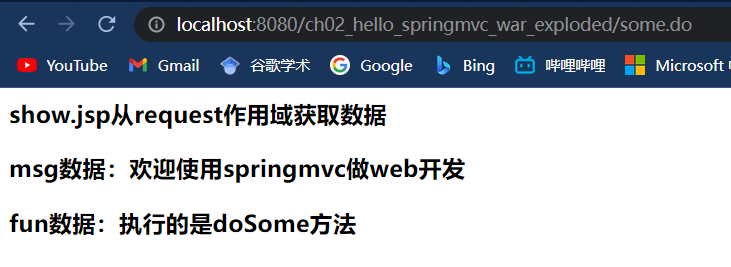 localhost:8080/ch02_hello_springmvc_war_exploded/some.do
YouTube Gmail 谷歌学术 Google Bing 哔哩哔哩 Microsoft
show.jsp从request作用域获取数据
msg数据：欢迎使用springmvc做web开发
fun数据：执行的是doSome方法